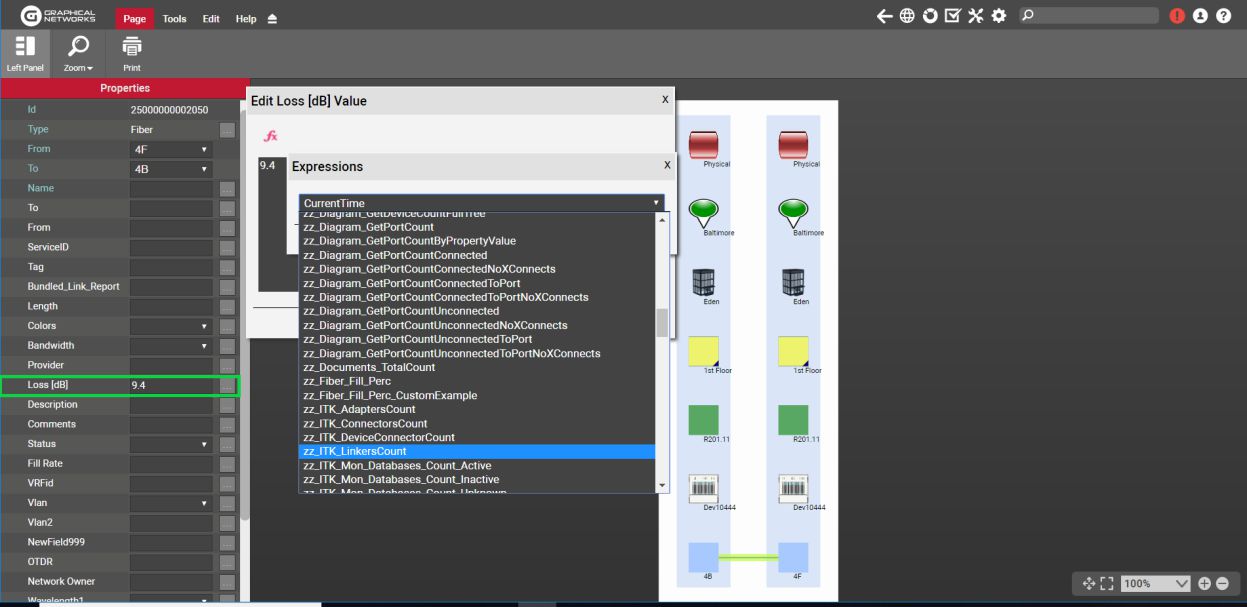 GRAPHICAL NETWORKS
Page Tools Edit Help
Left Panel Zoom Print
Properties
Id 25000000002050
Type Fiber ...
From 4F
To 4B
Name ...
To ...
From ...
ServiceID ...
Tag ...
Bundled_Link_Report ...
Length ...
Colors ...
Bandwidth ...
Provider ...
Loss [dB] 9.4 ...
Description ...
Comments ...
Status ...
Fill Rate ...
VRFid ...
Vlan ...
Vlan2 ...
NewField999 ...
OTDR ...
Network Owner ...
Wavelength1
Edit Loss [dB] Value X
fx
9.4
Expressions X
CurrentTime
zz_Diagram_GetDeviceCountFullTree
zz_Diagram_GetPortCount
zz_Diagram_GetPortCountByPropertyValue
zz_Diagram_GetPortCountConnected
zz_Diagram_GetPortCountConnectedNoXConnects
zz_Diagram_GetPortCountConnectedToPort
zz_Diagram_GetPortCountConnectedToPortNoXConnects
zz_Diagram_GetPortCountUnconnected
zz_Diagram_GetPortCountUnconnectedNoXConnects
zz_Diagram_GetPortCountUnconnectedToPort
zz_Diagram_GetPortCountUnconnectedToPortNoXConnects
zz_Documents_TotalCount
zz_Fiber_Fill_Perc
zz_Fiber_Fill_Perc_CustomExample
zz_ITK_AdaptersCount
zz_ITK_ConnectorsCount
zz_ITK_DeviceConnectorCount
zz_ITK_LinkersCount
zz_ITK_Mon_Databases_Count_Active
zz_ITK_Mon_Databases_Count_Inactive
zz_ITK_Mon_Databases_Count_Unknown
Physical Physical
Baltimore Baltimore
Eden Eden
1st Floor 1st Floor
R201.11 R201.11
Dev10444 Dev10444
4B 4F
100%